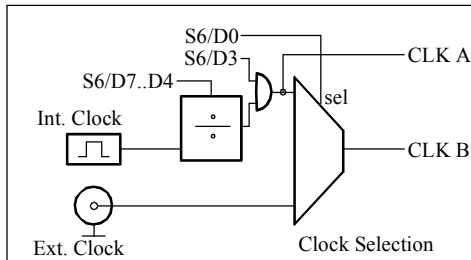 S6/D0
S6/D3
CLK A
S6/D7..D4
sel
Int. Clock
CLK B
Ext. Clock
Clock Selection